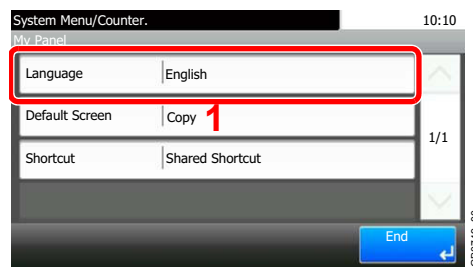 System Menu/Counter. 10:10
My Panel
Language English
Default Screen Copy 1
1/1
Shortcut Shared Shortcut
End